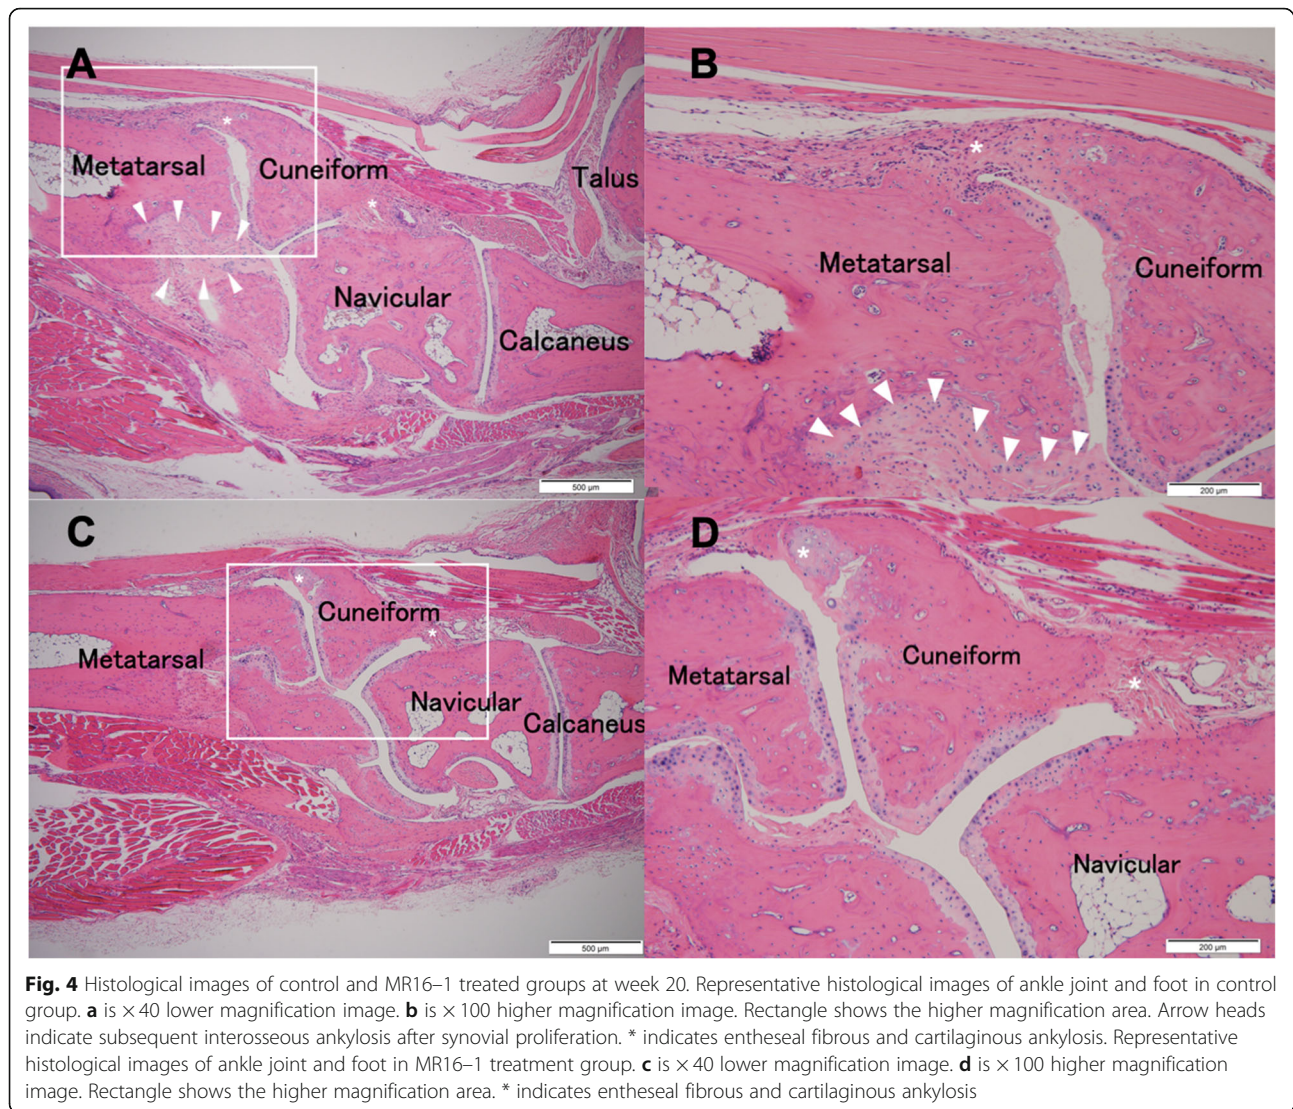 A
Metatarsal
*
Cuneiform
*
Talus
Navicular
Calcaneus
500 µm
B
*
Metatarsal
Cuneiform
200 µm
C
*
Cuneiform
*
Metatarsal
Navicular
Calcaneus
500 µm
D
*
Cuneiform
Metatarsal
*
Navicular
200 µm
Fig. 4 Histological images of control and MR16–1 treated groups at week 20. Representative histological images of ankle joint and foot in control
group. a is × 40 lower magnification image. b is × 100 higher magnification image. Rectangle shows the higher magnification area. Arrow heads
indicate subsequent interosseous ankylosis after synovial proliferation. * indicates entheseal fibrous and cartilaginous ankylosis. Representative
histological images of ankle joint and foot in MR16–1 treatment group. c is × 40 lower magnification image. d is × 100 higher magnification
image. Rectangle shows the higher magnification area. * indicates entheseal fibrous and cartilaginous ankylosis